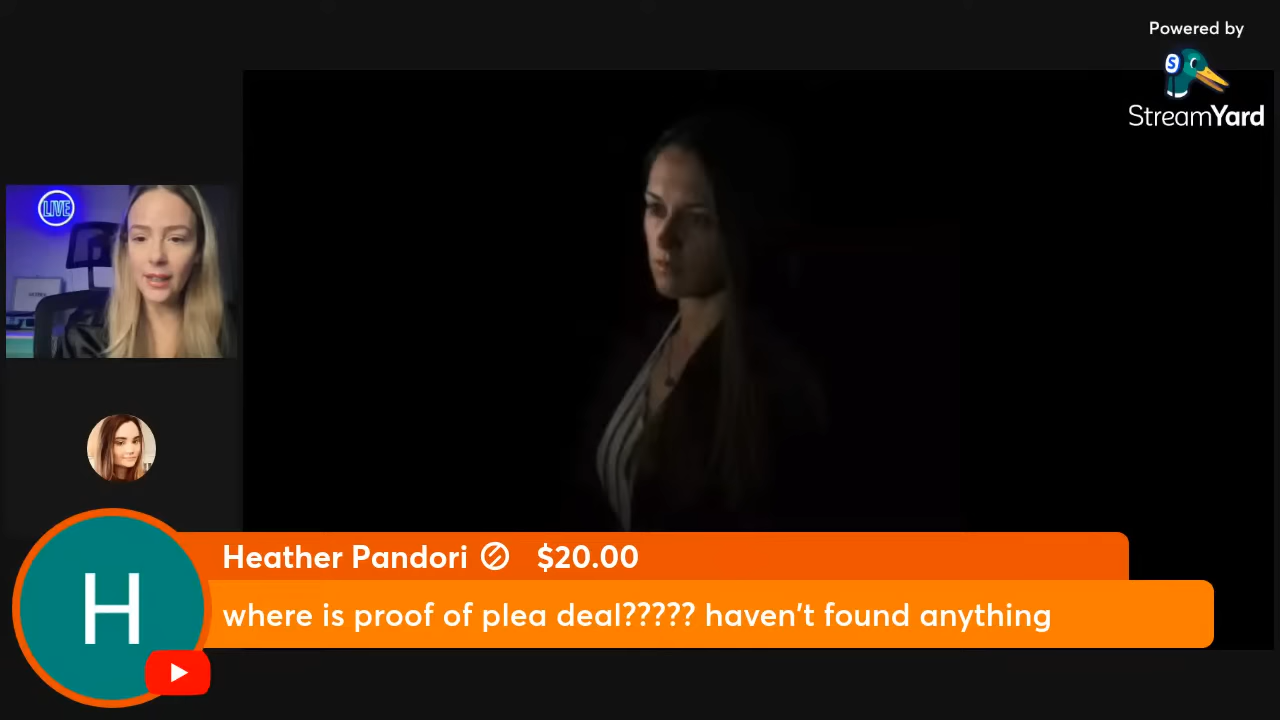 Powered by
S
StreamYard
LIVE
H
Heather Pandori $20.00
where is proof of plea deal????? haven't found anything